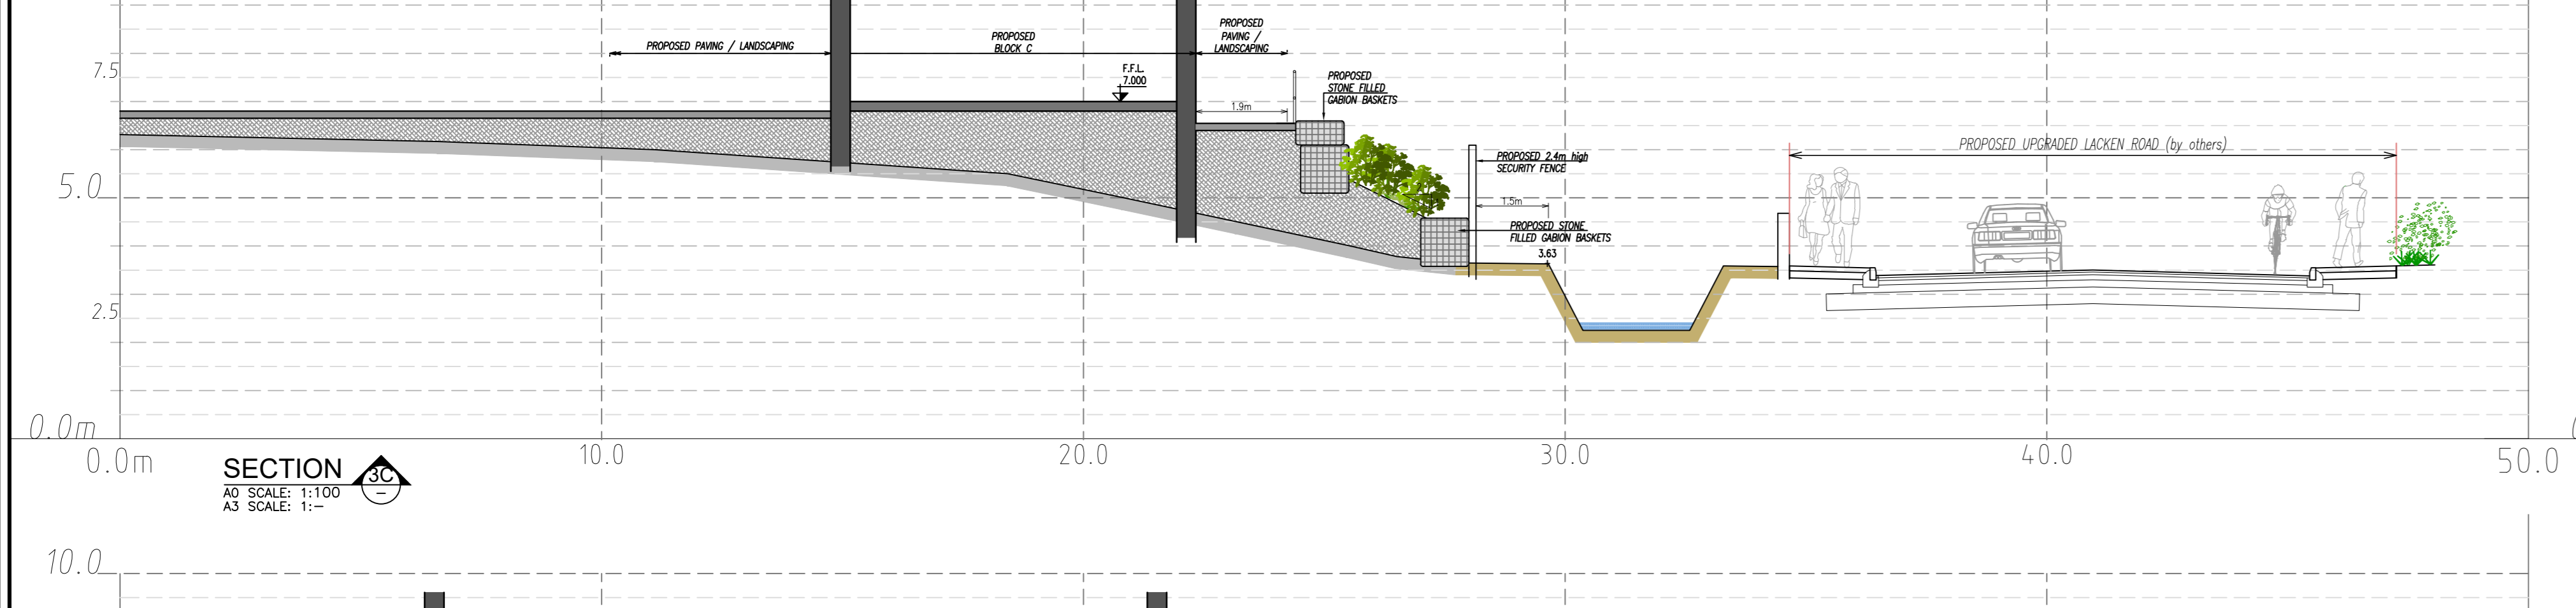 PROPOSED PAVING / LANDSCAPING
PROPOSED
BLOCK C
PROPOSED
PAVING /
LANDSCAPING
7.5
F.F.L.
7.000
1.9m
PROPOSED
STONE FILLED
GABION BASKETS
PROPOSED 2.4m high
SECURITY FENCE
PROPOSED UPGRADED LACKEN ROAD (by others)
5.0
1.5m
PROPOSED STONE
FILLED GABION BASKETS
3.63
2.5
0.0m
0.0m
10.0
20.0
30.0
40.0
50.0
SECTION
3C
–
A0 SCALE: 1:100
A3 SCALE: 1:–
10.0